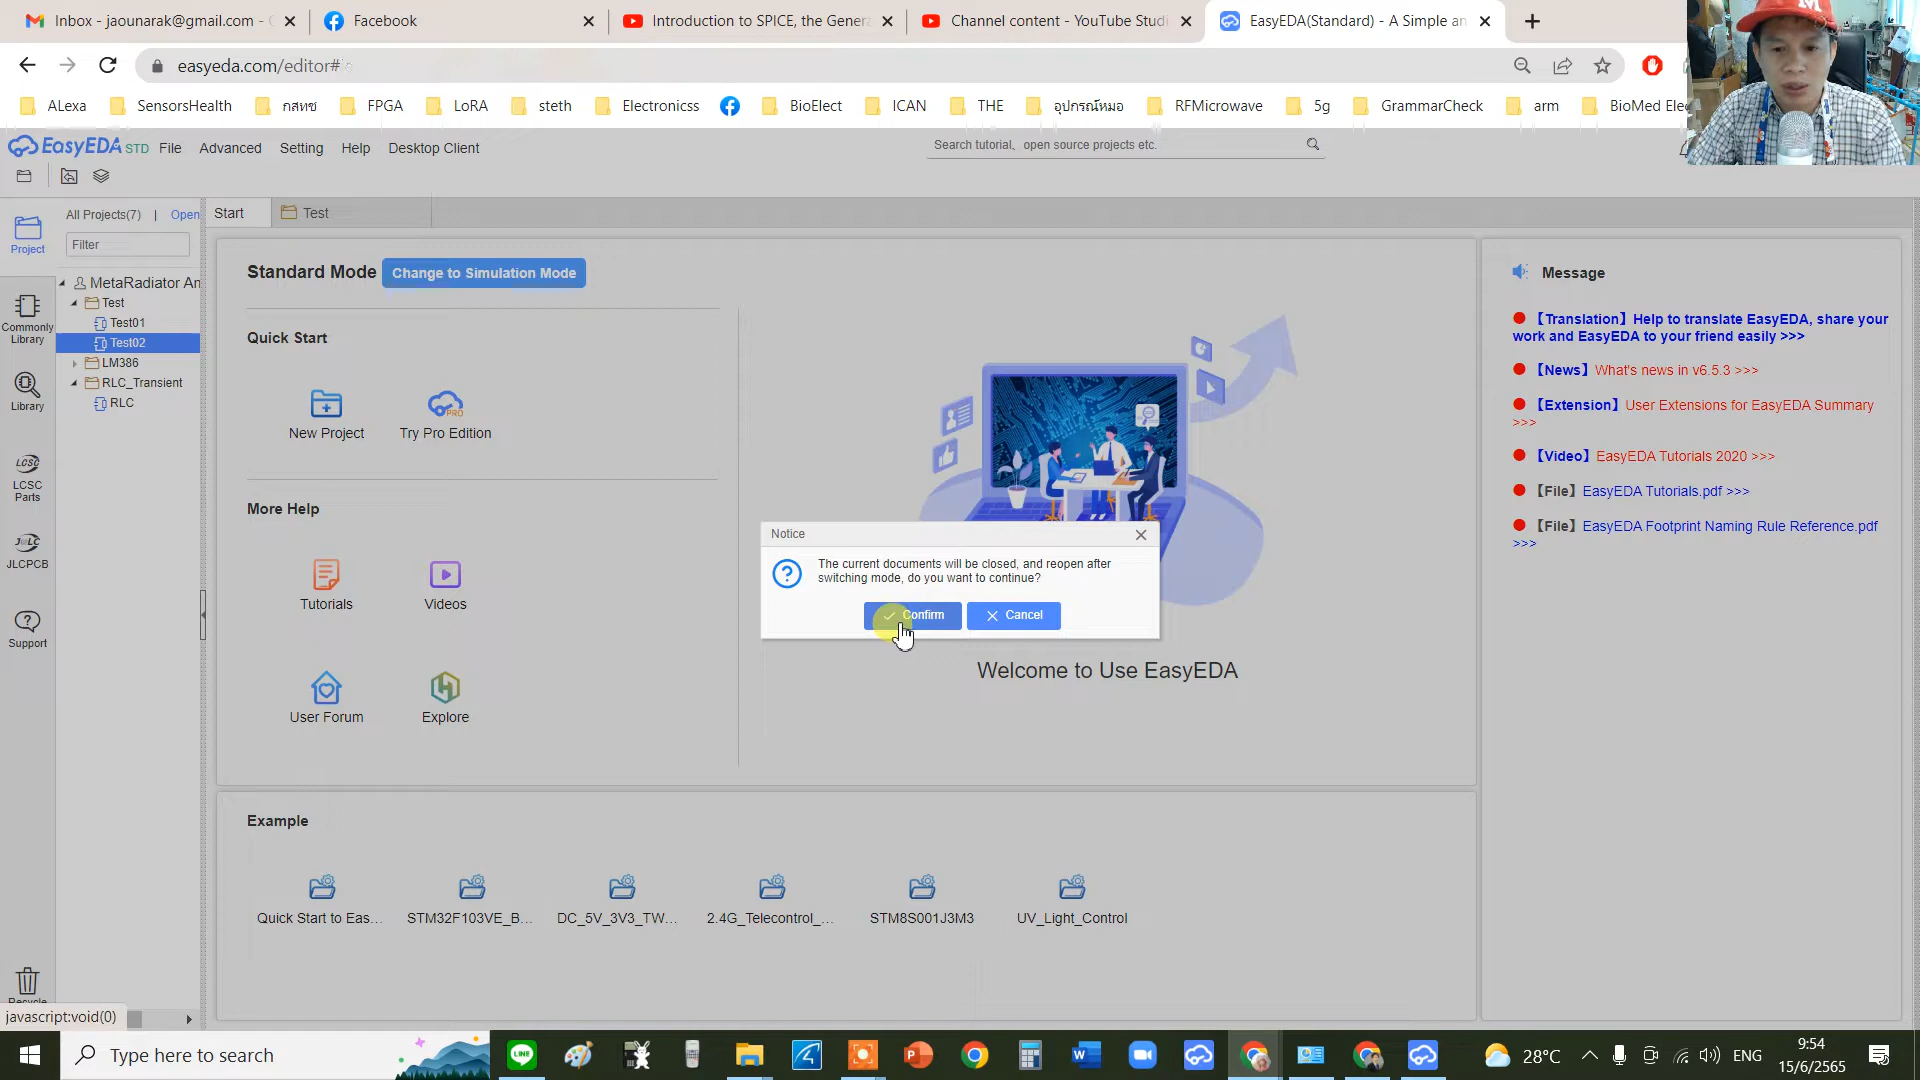 Inbox - jaounarak@gmail.com -
Facebook
Introduction to SPICE, the Genera
Channel content - YouTube Studi
EasyEDA(Standard) - A Simple an
easyeda.com/editor#
ALexa
SensorsHealth
กสทช
FPGA
LoRA
steth
Electronicss
BioElect
ICAN
THE
อุปกรณ์หมอ
RFMicrowave
5g
GrammarCheck
arm
BioMed Elec
EasyEDA STD
File
Advanced
Setting
Help
Desktop Client
Search tutorial, open source projects etc.
All Projects(7) | Open
Start
Test
Project
Filter
MetaRadiator An
Test
Test01
Test02
LM386
RLC_Transient
RLC
Commonly
Library
Library
LCSC
LCSC
Parts
JLCPCB
Support
Recycle
Standard Mode
Change to Simulation Mode
Quick Start
New Project
PRO
Try Pro Edition
More Help
Tutorials
Videos
User Forum
Explore
Notice
The current documents will be closed, and reopen after
switching mode, do you want to continue?
Confirm
Cancel
Welcome to Use EasyEDA
Message
【Translation】Help to translate EasyEDA, share your
work and EasyEDA to your friend easily >>>
【News】What's news in v6.5.3 >>>
【Extension】User Extensions for EasyEDA Summary
>>>
【Video】EasyEDA Tutorials 2020 >>>
【File】EasyEDA Tutorials.pdf >>>
【File】EasyEDA Footprint Naming Rule Reference.pdf
>>>
Example
Quick Start to Eas...
STM32F103VE_B...
DC_5V_3V3_TW...
2.4G_Telecontrol_...
STM8S001J3M3
UV_Light_Control
javascript:void(0)
Type here to search
28°C
ENG
9:54
15/6/2565